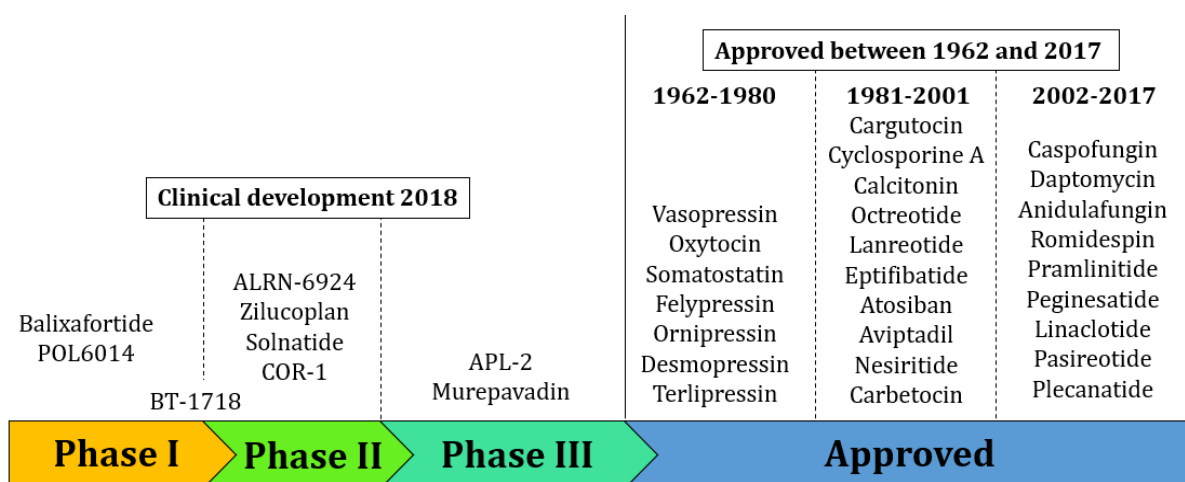 Approved between 1962 and 2017
1962-1980
1981-2001
2002-2017
Clinical development 2018
Balixafortide
POL6014
BT-1718
ALRN-6924
Zilucoplan
Solnatide
COR-1
APL-2
Murepavadin
Vasopressin
Oxytocin
Somatostatin
Felypressin
Ornipressin
Desmopressin
Terlipressin
Cargutocin
Cyclosporine A
Calcitonin
Octreotide
Lanreotide
Eptifibatide
Atosiban
Aviptadil
Nesiritide
Carbetocin
Caspofungin
Daptomycin
Anidulafungin
Romidespin
Pramlinitide
Peginesatide
Linaclotide
Pasireotide
Plecanatide
Phase I
Phase II
Phase III
Approved